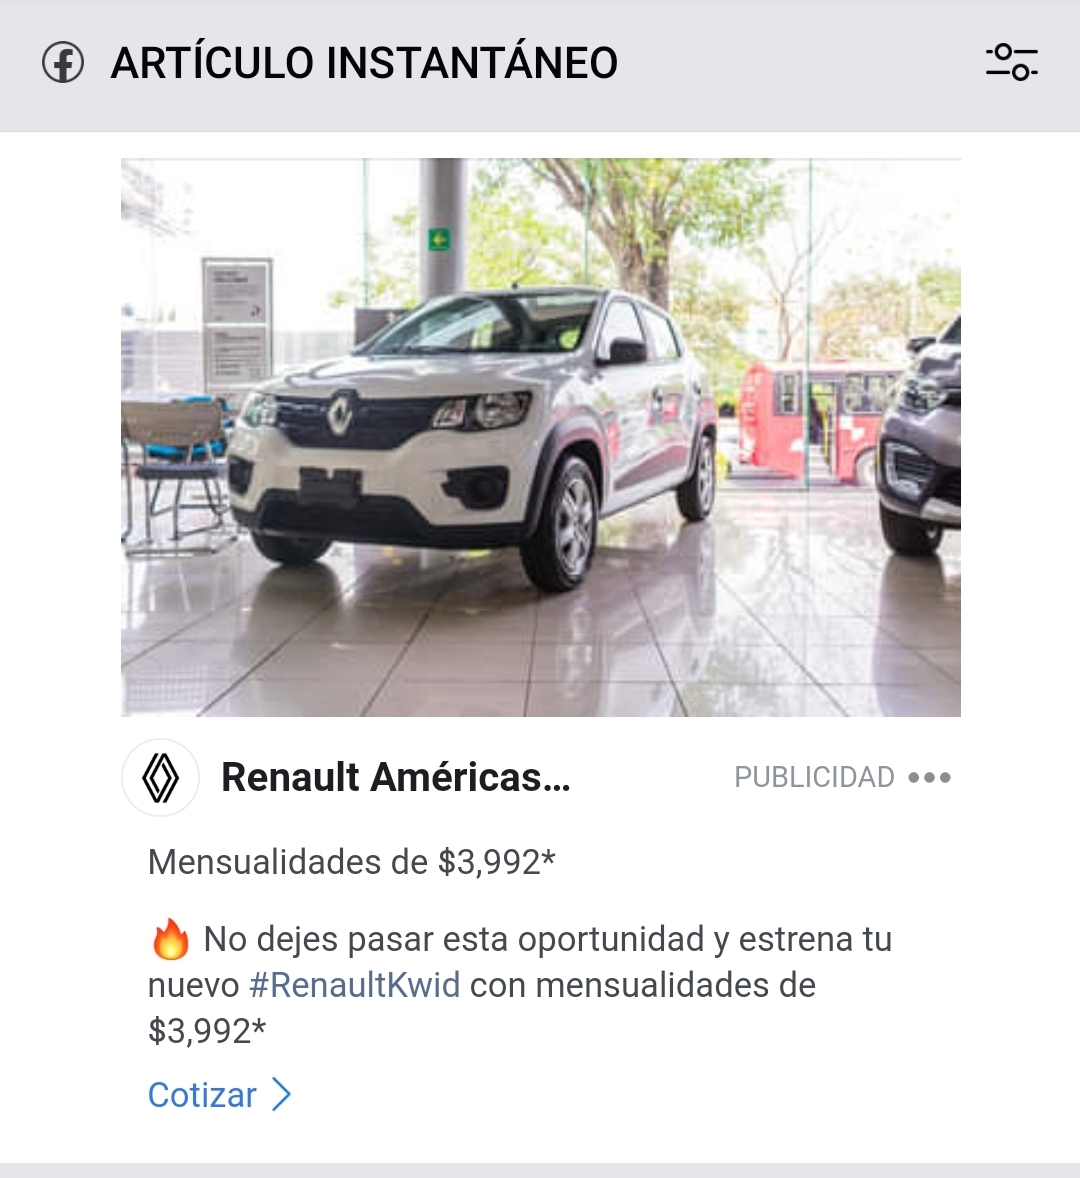 ARTÍCULO INSTANTÁNEO
Renault Américas...
PUBLICIDAD
Mensualidades de $3,992*
🔥 No dejes pasar esta oportunidad y estrena tu
nuevo #RenaultKwid con mensualidades de
$3,992*
Cotizar